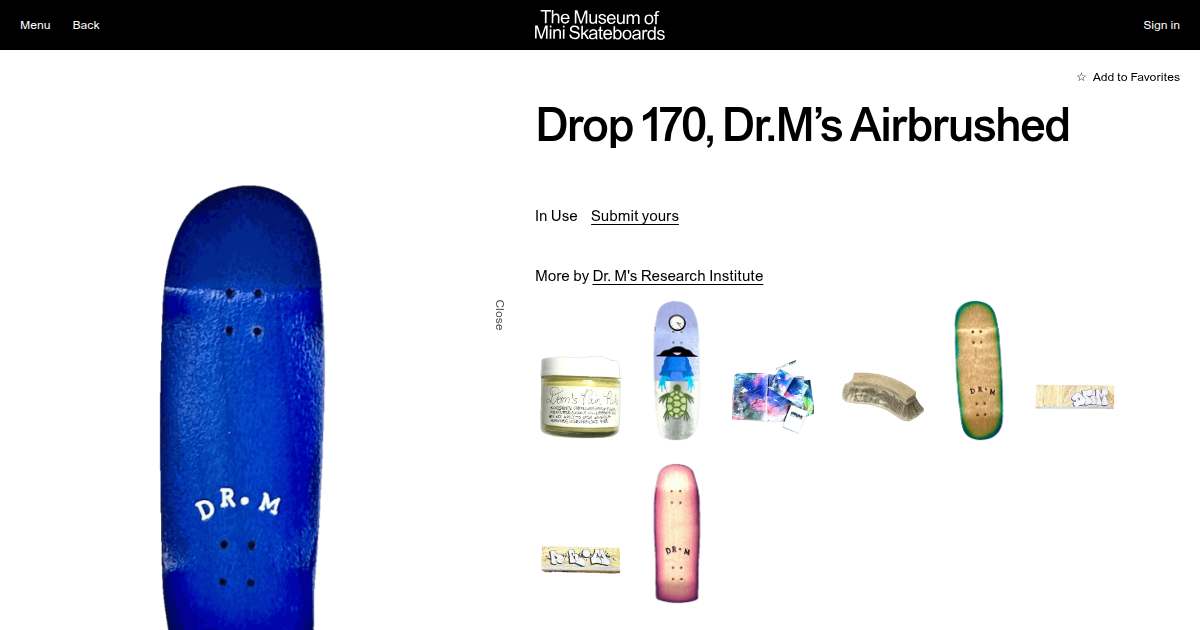 Menu
Back
The Museum of
Mini Skateboards
Sign in
☆ Add to Favorites
Drop 170, Dr.M’s Airbrushed
In Use
Submit yours
More by Dr. M's Research Institute
Close
DR•M
DR•M
DR•M